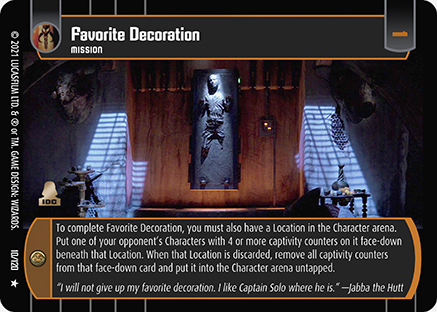 Favorite Decoration
MISSION
© 2021 LUCASFILM LTD. & ® or TM. GAME DESIGN: WIZARDS.
100
To complete Favorite Decoration, you must also have a Location in the Character arena.
Put one of your opponent's Characters with 4 or more captivity counters on it face-down
beneath that Location. When that Location is discarded, remove all captivity counters
from that face-down card and put it into the Character arena untapped.
"I will not give up my favorite decoration. I like Captain Solo where he is." —Jabba the Hutt